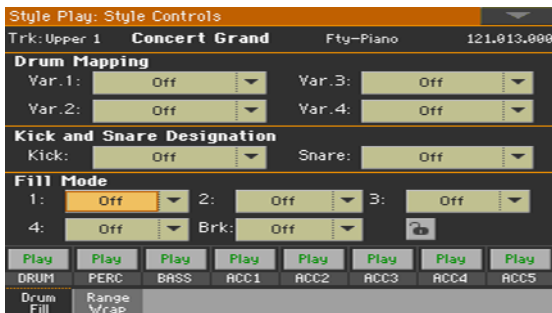 Style Play: Style Controls
Trk:Upper 1 Concert Grand Fty-Piano 121.013.000
Drum Mapping
Var.1: Off Var.3: Off
Var.2: Off Var.4: Off
Kick and Snare Designation
Kick: Off Snare: Off
Fill Mode
1: Off 2: Off 3: Off
4: Off Brk: Off
Play Play Play Play Play Play Play Play
DRUM PERC BASS ACC1 ACC2 ACC3 ACC4 ACC5
Drum Fill Range Wrap